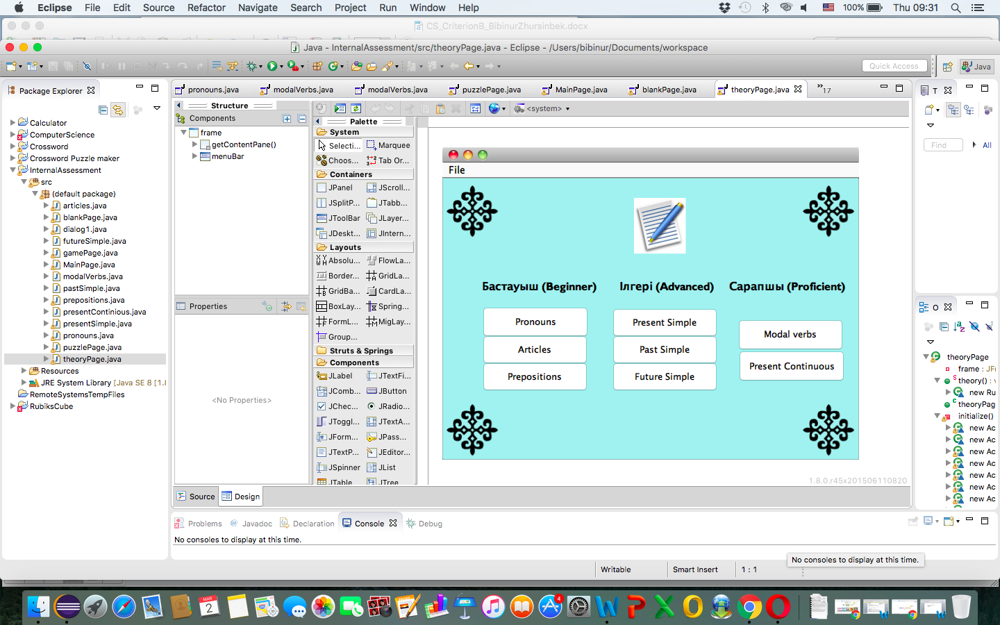 Eclipse File Edit Source Refactor Navigate Search Project Run Window Help 100% Thu 09:31
CS_CriterionB_BibinurZhursinbek.docx
Java - InternalAssessment/src/theoryPage.java - Eclipse - /Users/bibinur/Documents/workspace
Quick Access Java
Package Explorer
pronouns.java modalVerbs.java modalVerbs.java puzzlePage.java MainPage.java blankPage.java theoryPage.java »17
T
Structure
<system>
Components
Palette
System
Calculator
ComputerScience
Crossword
Crossword Puzzle maker
InternalAssessment
src
(default package)
articles.java
blankPage.java
dialog1.java
futureSimple.java
gamePage.java
MainPage.java
modalVerbs.java
pastSimple.java
prepositions.java
presentContinious.java
presentSimple.java
pronouns.java
puzzlePage.java
theoryPage.java
Resources
JRE System Library [Java SE 8 [1.8
RemoteSystemsTempFiles
RubiksCube
frame
getContentPane()
menuBar
Properties
<No Properties>
Selecti... Marquee
Choos... Tab Or...
Containers
JPanel JScroll...
JSplitP... JTabb...
JToolBar JLayer...
JDeskt... JIntern...
Layouts
Absolu... FlowLa...
Border... GridLa...
GridBa... CardLa...
BoxLay... Spring...
FormL... MigLay...
Group...
Struts & Springs
Components
JLabel JTextFi...
JComb... JButton
JChec... JRadio...
JToggl... JTextA...
JForm... JPass...
JTextP... JEditor...
JSpinner JList
JTable JTree
File
Бастауыш (Beginner) Ілгері (Advanced) Сарапшы (Proficient)
Pronouns
Articles
Prepositions
Present Simple
Past Simple
Future Simple
Modal verbs
Present Continuous
1.8.0.r45x201506110820
Find All
O
theoryPage
frame : JF
theory() : v
new Ru
theoryPag
initialize()
new Ac
new Ac
new Ac
new Ac
new Ac
new Ac
new Ac
Source Design
Problems Javadoc Declaration Console Debug
No consoles to display at this time.
No consoles to display at this time.
Writable Smart Insert 1 : 1
MAR
2
4